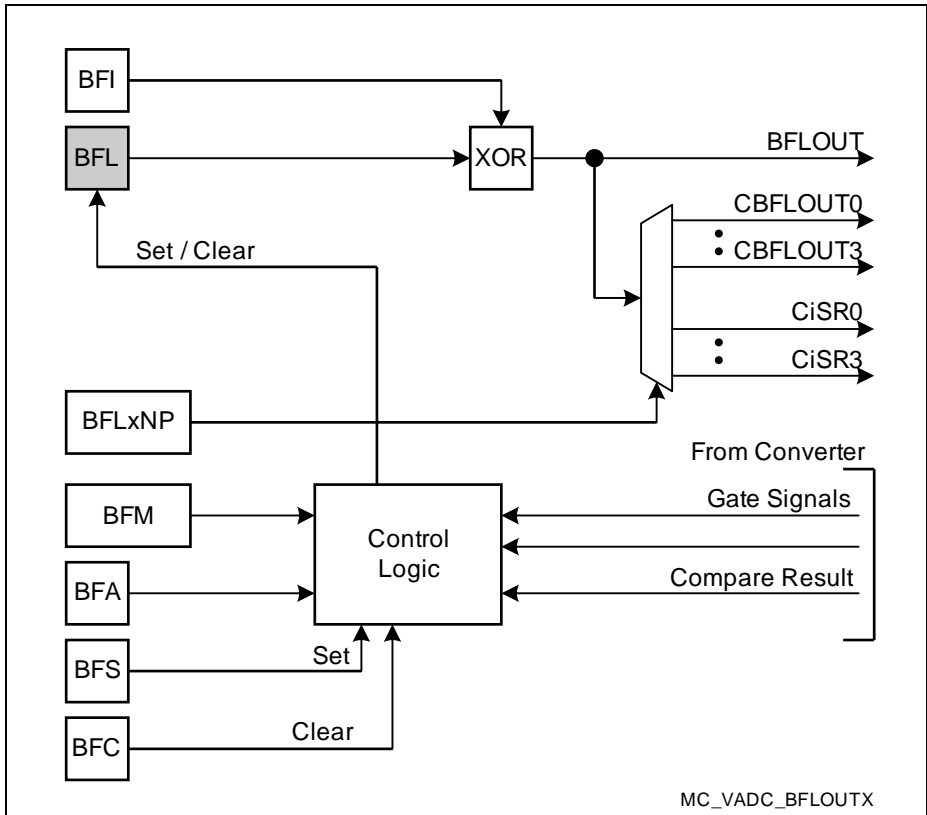 BFI
BFL
XOR
BFLOUT
CBFLOUT0
CBFLOUT3
Set / Clear
CiSR0
CiSR3
BFLxNP
From Converter
BFM
Control
Logic
Gate Signals
BFA
Compare Result
BFS
Set
BFC
Clear
MC_VADC_BFLOUTX